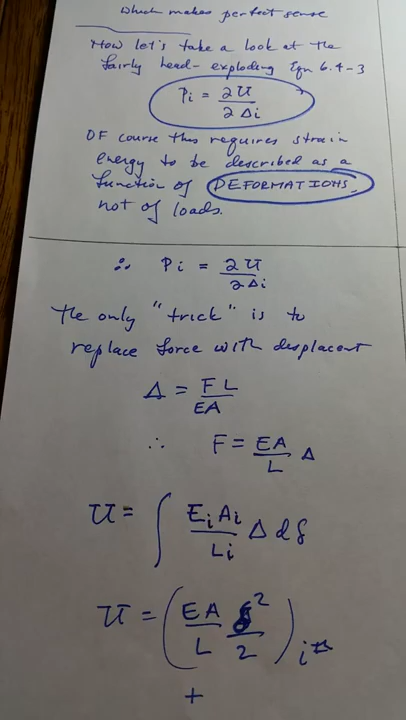 Which makes perfect sense
Now let's take a look at the
fairly head-exploding Eqn 6.4-3
Pi = ∂U / ∂Δi
Of course this requires strain
energy to be described as a
function of DEFORMATIONS,
not of loads.
∴ Pi = ∂U / ∂Δi
The only "trick" is to
replace force with displacent
Δ = FL / EA
∴ F = EA / L Δ
U = ∫ EiAi / Li Δ dδ
U = (EA / L δ² / 2) i
+